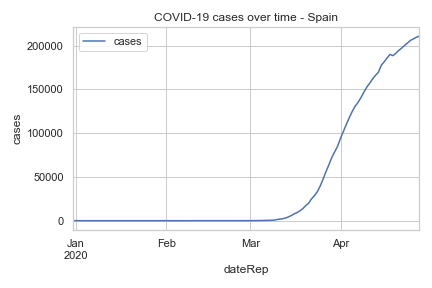 COVID-19 cases over time - Spain
cases
200000
150000
100000
50000
0
cases
Jan
2020
Feb
Mar
Apr
dateRep